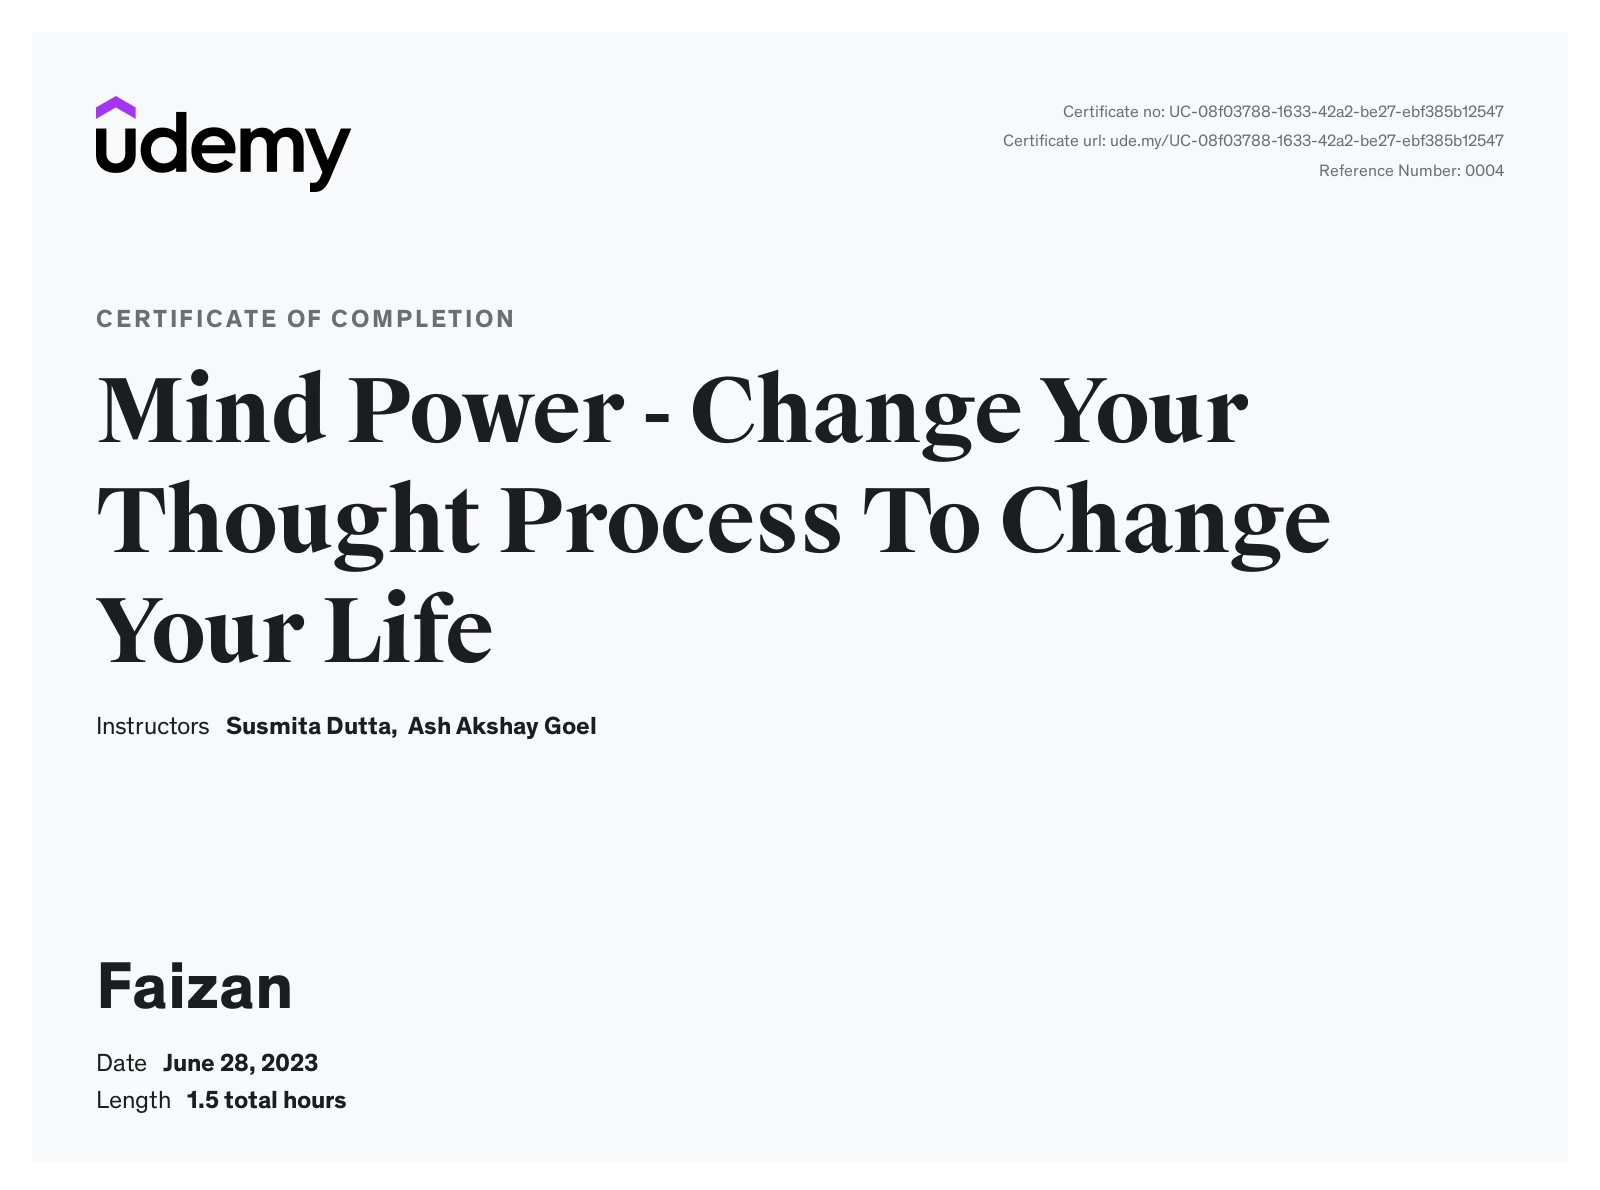 udemy
Certificate no: UC-08f03788-1633-42a2-be27-ebf385b12547
Certificate url: ude.my/UC-08f03788-1633-42a2-be27-ebf385b12547
Reference Number: 0004
CERTIFICATE OF COMPLETION
Mind Power - Change Your
Thought Process To Change
Your Life
Instructors Susmita Dutta, Ash Akshay Goel
Faizan
Date June 28, 2023
Length 1.5 total hours